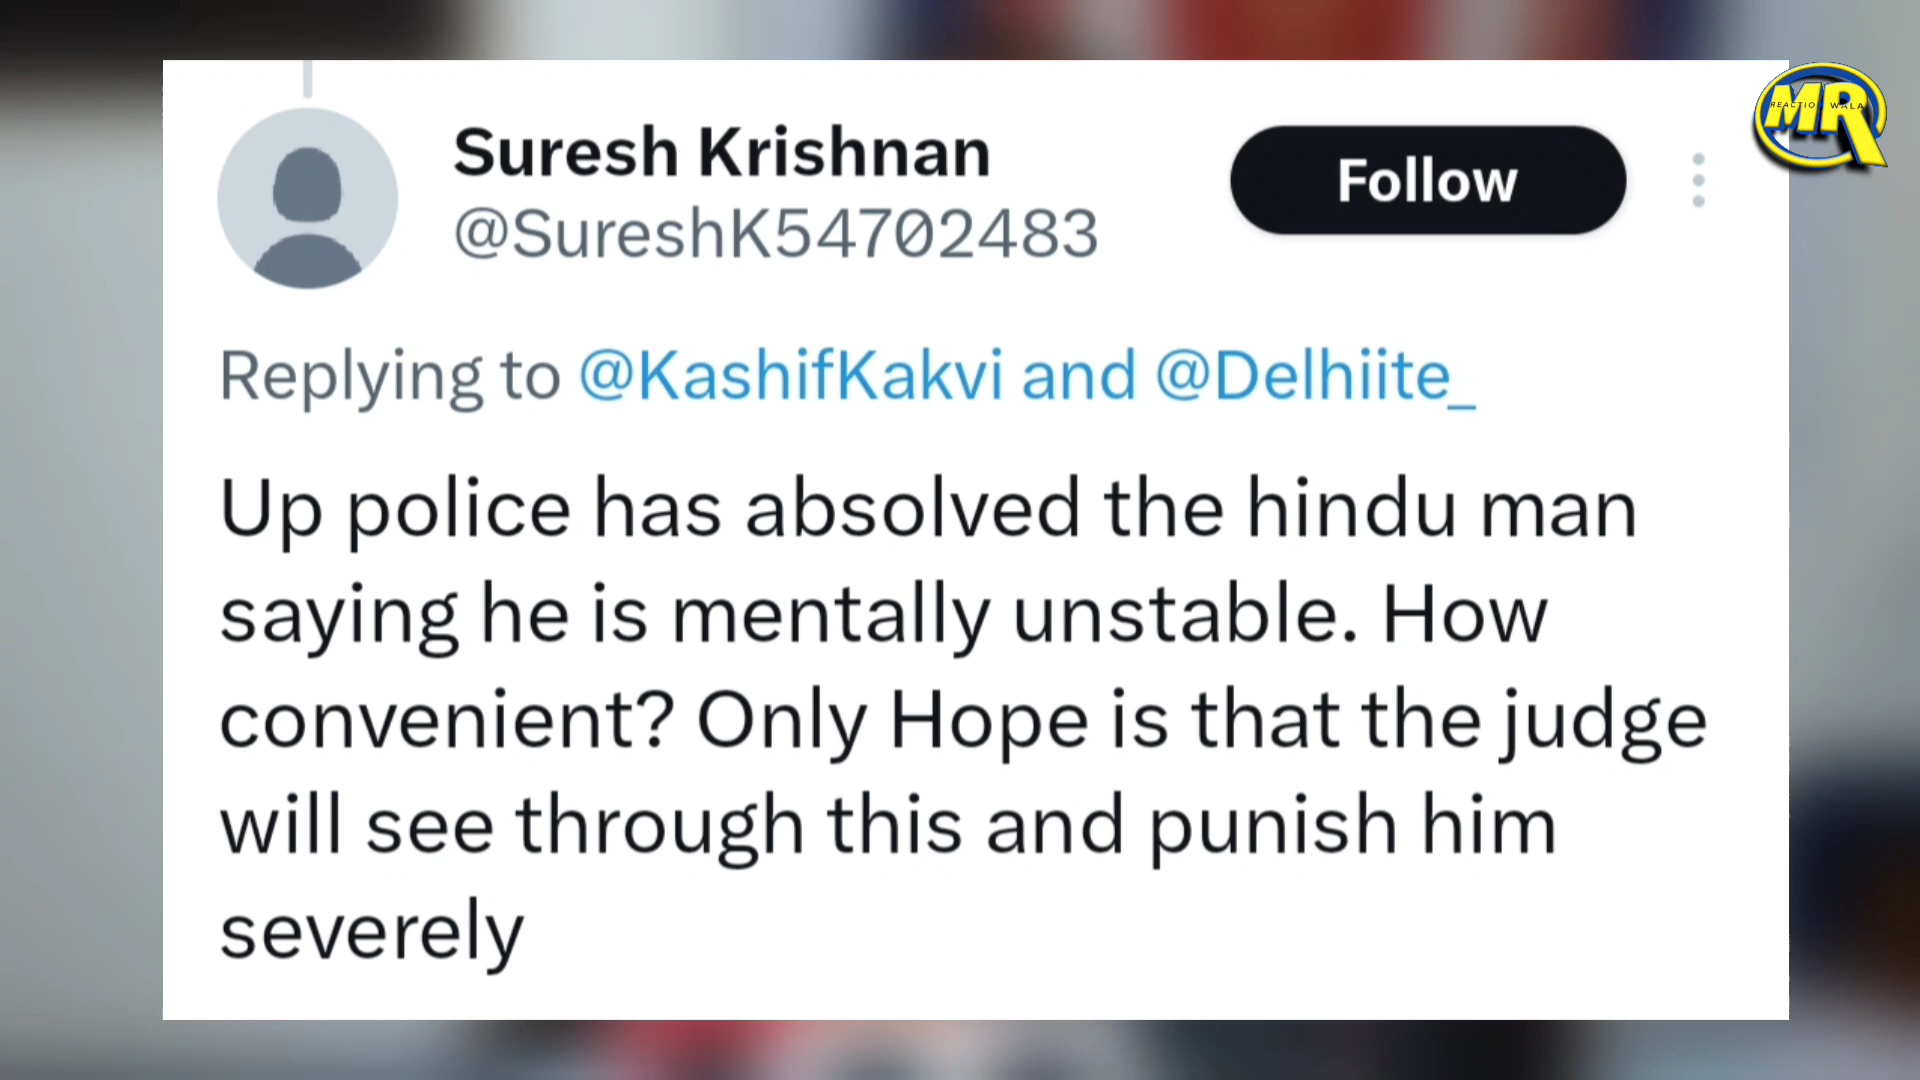 Suresh Krishnan
@SureshK54702483
Follow
Replying to @KashifKakvi and @Delhiite_
Up police has absolved the hindu man
saying he is mentally unstable. How
convenient? Only Hope is that the judge
will see through this and punish him
severely
MR
REACTION WALA